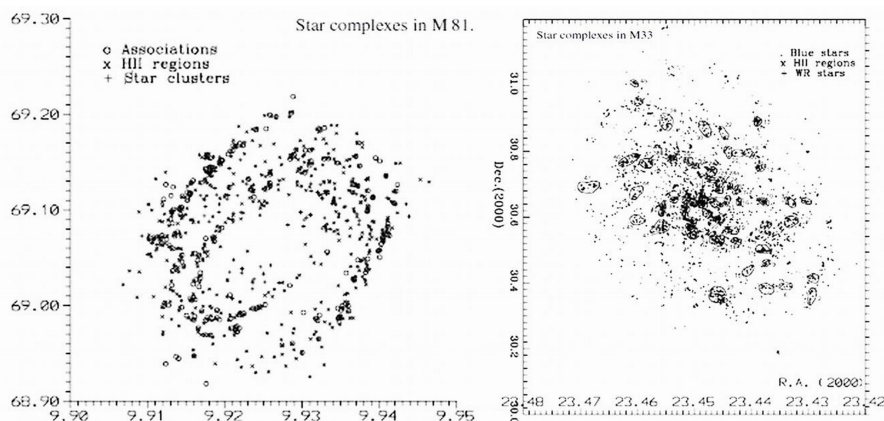 Star complexes in M 81.
o Associations
x HII regions
+ Star clusters
69.30
69.20
69.10
69.00
68.90
9.90 9.91 9.92 9.93 9.94 9.95
Star complexes in M33
. Blue stars
x HII regions
+ WR stars
Dec.(2000)
31.0
30.8
30.6
30.4
30.2
30.0
R.A. (2000)
23.48 23.47 23.46 23.45 23.44 23.43 23.42